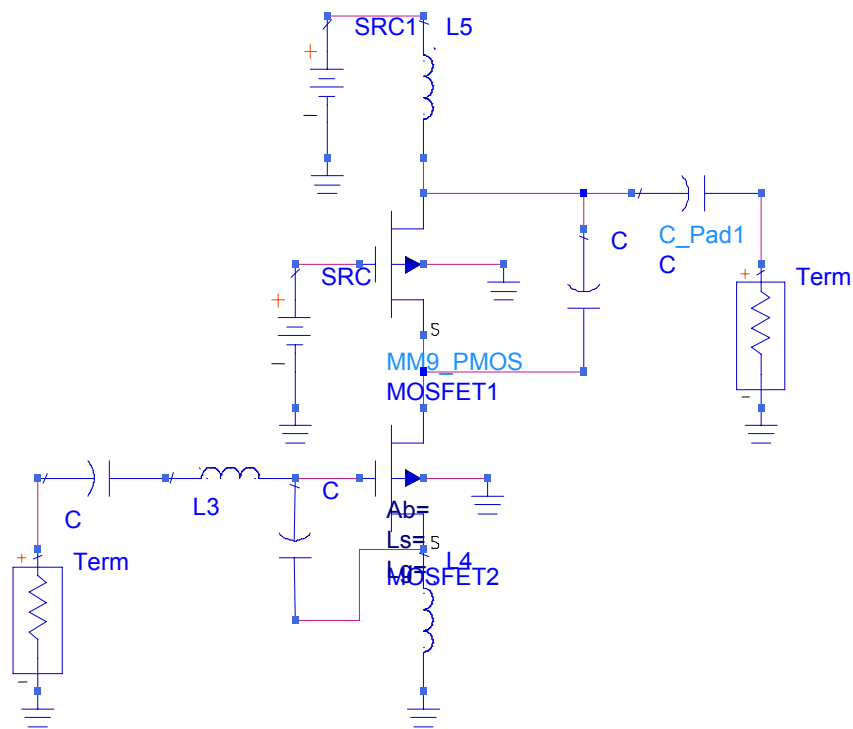 SRC1
L5
+
–
C
C_Pad1
C
+
Term
–
SRC
+
–
S
MM9_PMOS
MOSFET1
C
L3
C
Ab=
Ls=
Lg=
S
L4
MOSFET2
+
Term
–